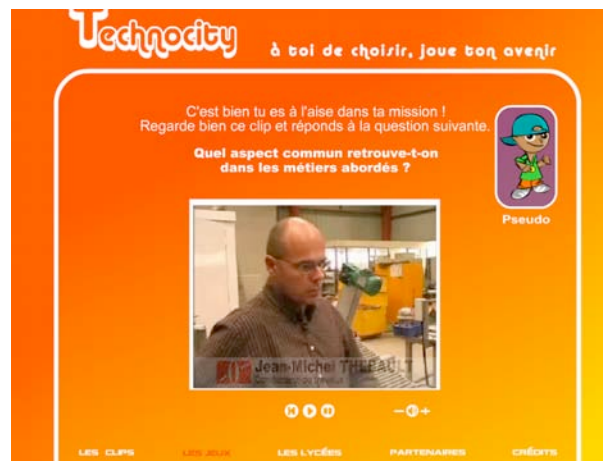 Technocity
à toi de choisir, joue ton avenir
C'est bien tu es à l'aise dans ta mission !
Regarde bien ce clip et réponds à la question suivante.
Quel aspect commun retrouve-t-on
dans les métiers abordés ?
Pseudo
Jean-Michel THEBAULT
LES CLIPS LES JEUX LES LYCÉES PARTENAIRES CRÉDITS